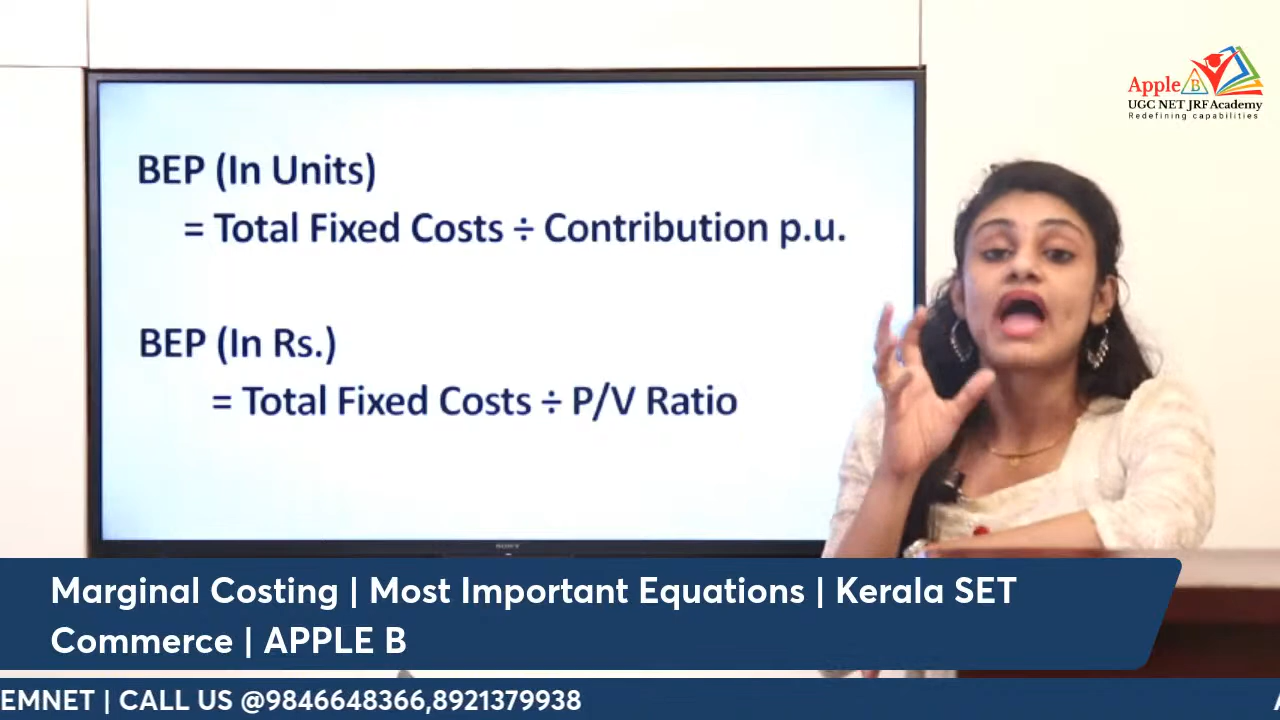 Apple B
UGC NET JRF Academy
Redefining capabilities
BEP (In Units)
= Total Fixed Costs ÷ Contribution p.u.
BEP (In Rs.)
= Total Fixed Costs ÷ P/V Ratio
SONY
Marginal Costing | Most Important Equations | Kerala SET
Commerce | APPLE B
EMNET | CALL US @9846648366,8921379938